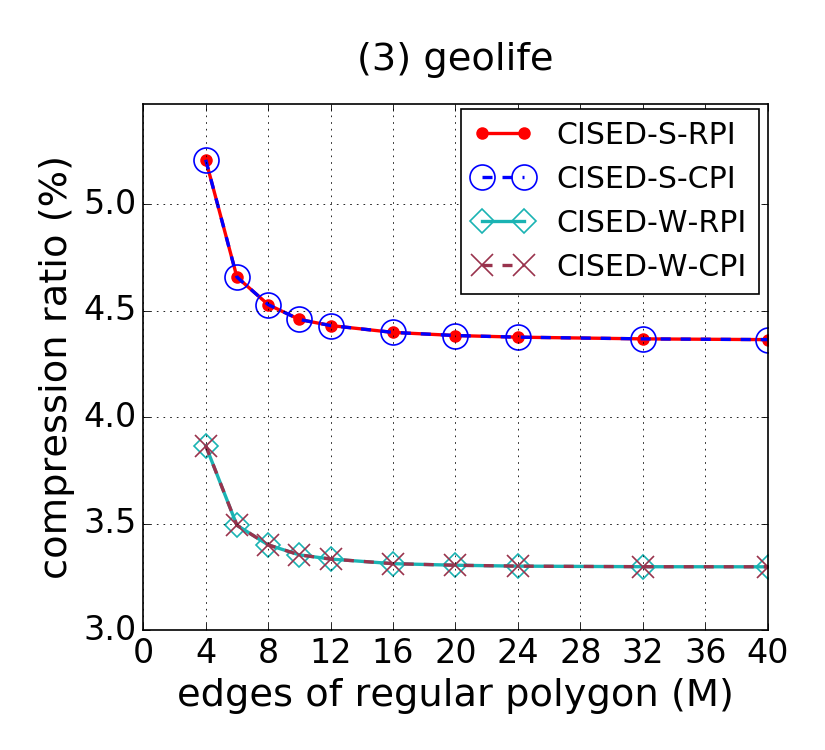 (3) geolife
compression ratio (%)
5.0
4.5
4.0
3.5
3.0
CISED-S-RPI
CISED-S-CPI
CISED-W-RPI
CISED-W-CPI
0 4 8 12 16 20 24 28 32 36 40
edges of regular polygon (M)